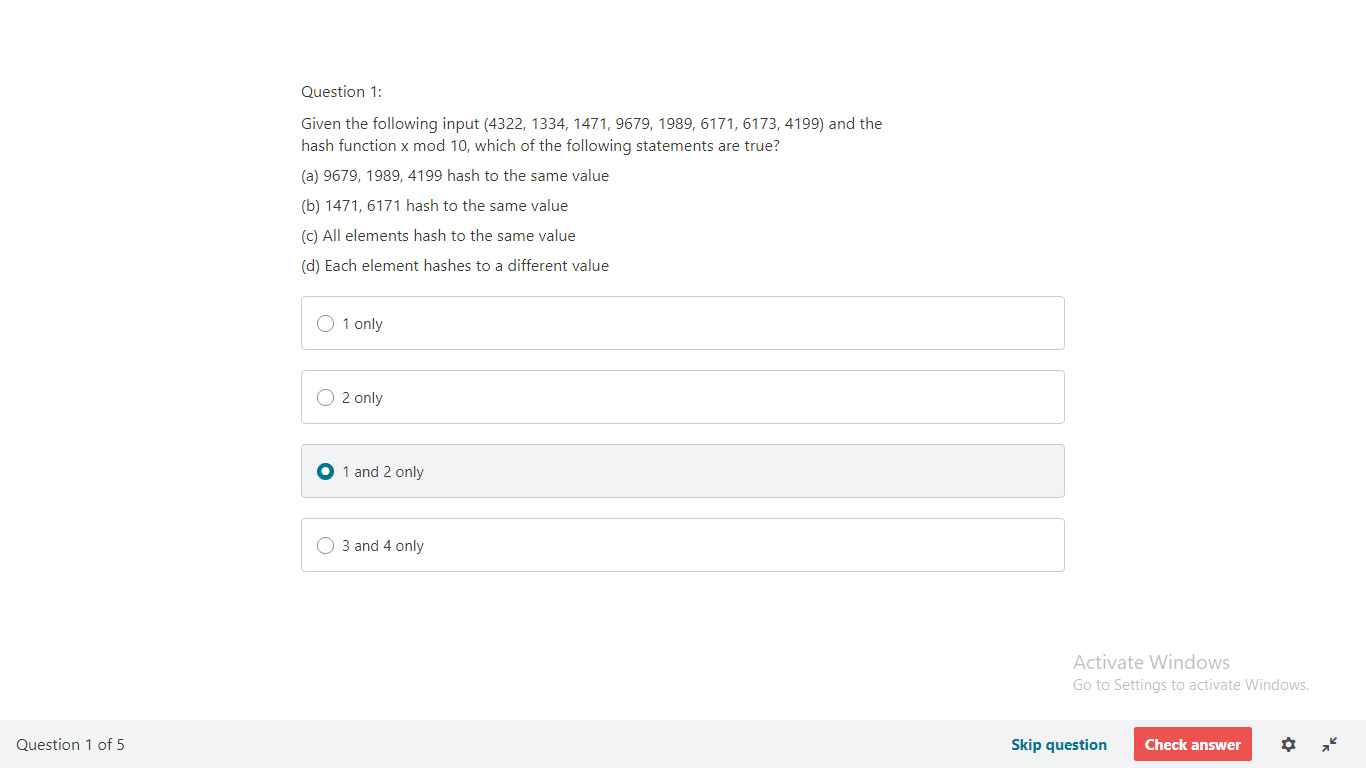 Question 1:
Given the following input (4322, 1334, 1471, 9679, 1989, 6171, 6173, 4199) and the
hash function x mod 10, which of the following statements are true?
(a) 9679, 1989, 4199 hash to the same value
(b) 1471, 6171 hash to the same value
(c) All elements hash to the same value
(d) Each element hashes to a different value
1 only
2 only
1 and 2 only
3 and 4 only
Activate Windows
Go to Settings to activate Windows.
Question 1 of 5
Skip question
Check answer